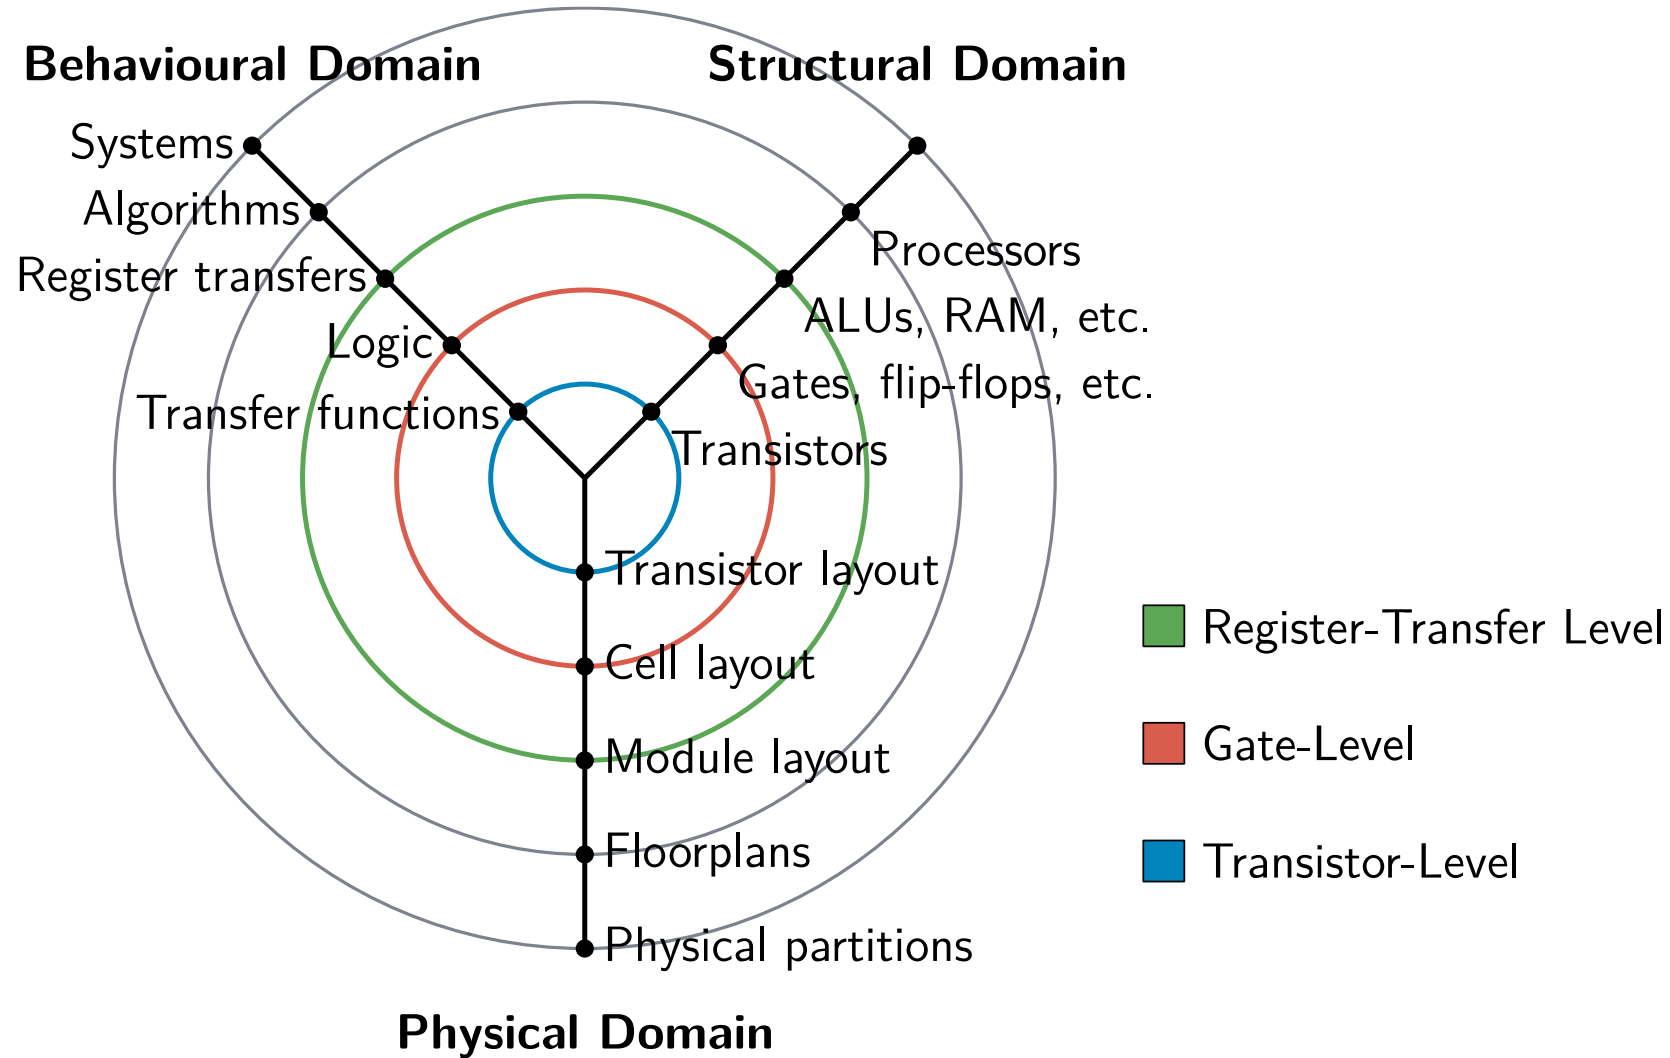 Behavioural Domain
Structural Domain
Systems
Algorithms
Register transfers
Logic
Transfer functions
Processors
ALUs, RAM, etc.
Gates, flip-flops, etc.
Transistors
Transistor layout
Cell layout
Module layout
Floorplans
Physical partitions
Physical Domain
Register-Transfer Level
Gate-Level
Transistor-Level